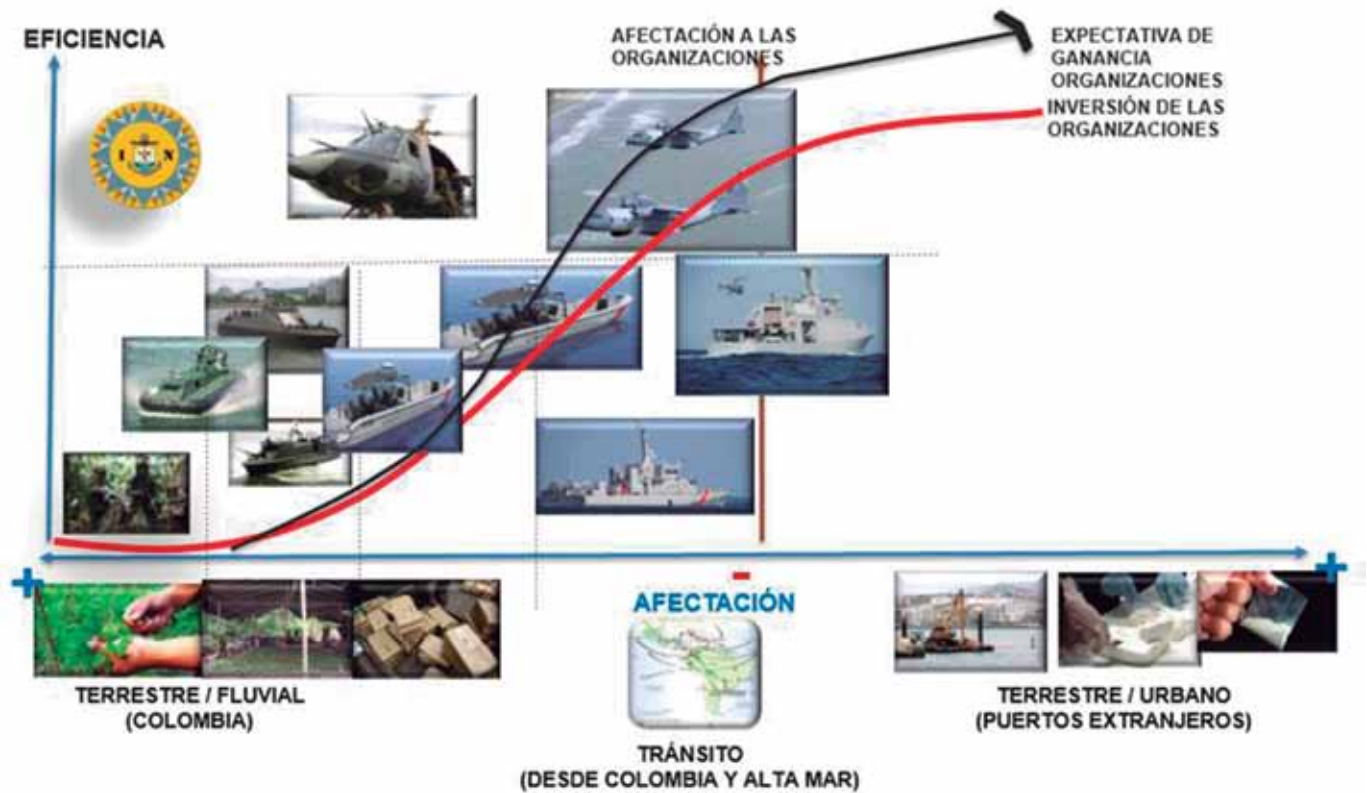 EFICIENCIA
AFECTACIÓN A LAS
ORGANIZACIONES
EXPECTATIVA DE
GANANCIA
ORGANIZACIONES
INVERSIÓN DE LAS
ORGANIZACIONES
I N
+
-
+
AFECTACIÓN
TERRESTRE / FLUVIAL
(COLOMBIA)
TERRESTRE / URBANO
(PUERTOS EXTRANJEROS)
TRÁNSITO
(DESDE COLOMBIA Y ALTA MAR)